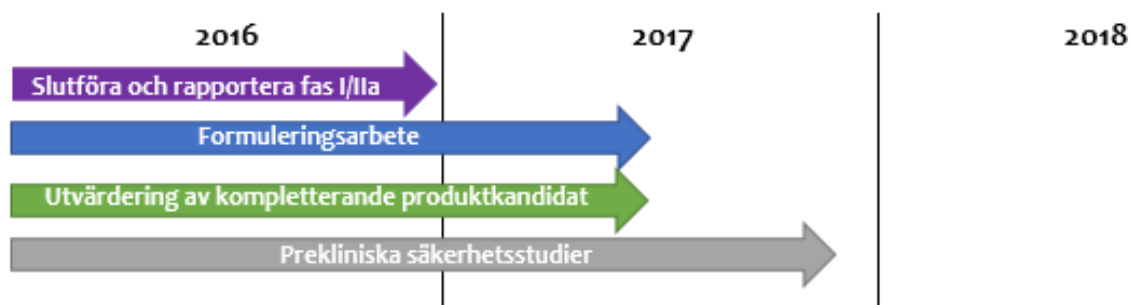 2016 2017 2018
Slutföra och rapportera fas I/IIa
Formuleringsarbete
Utvärdering av kompletterande produktkandidat
Prekliniska säkerhetsstudier